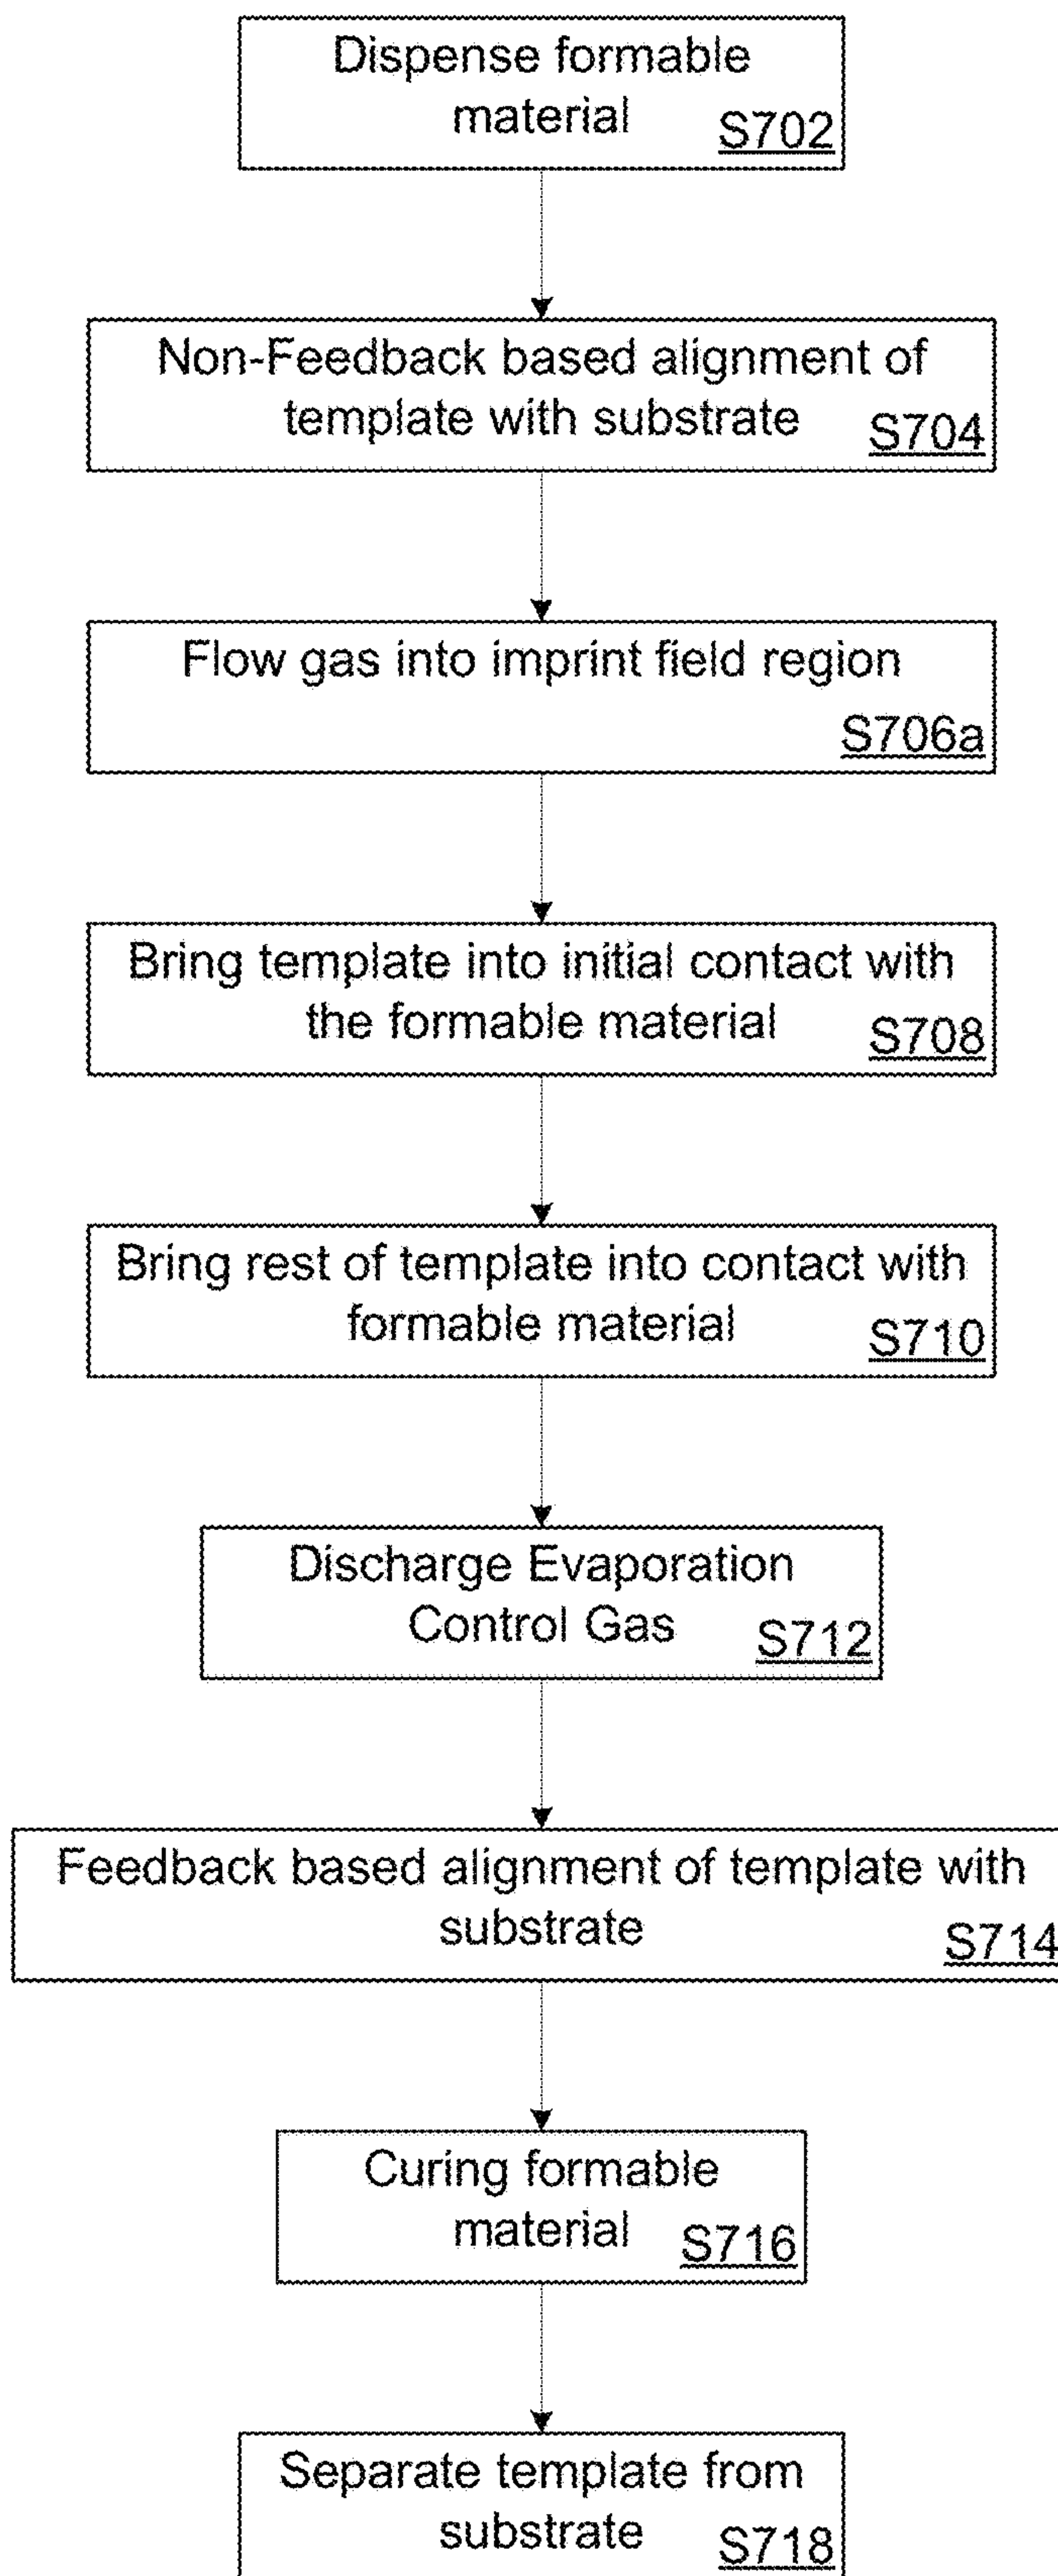 Dispense formable
material
S702
Non-Feedback based alignment of
template with substrate
S704
Flow gas into imprint field region
S706a
Bring template into initial contact with
the formable material
S708
Bring rest of template into contact with
formable material
S710
Discharge Evaporation
Control Gas
S712
Feedback based alignment of template with
substrate
S714
Curing formable
material
S716
Separate template from
substrate
S718